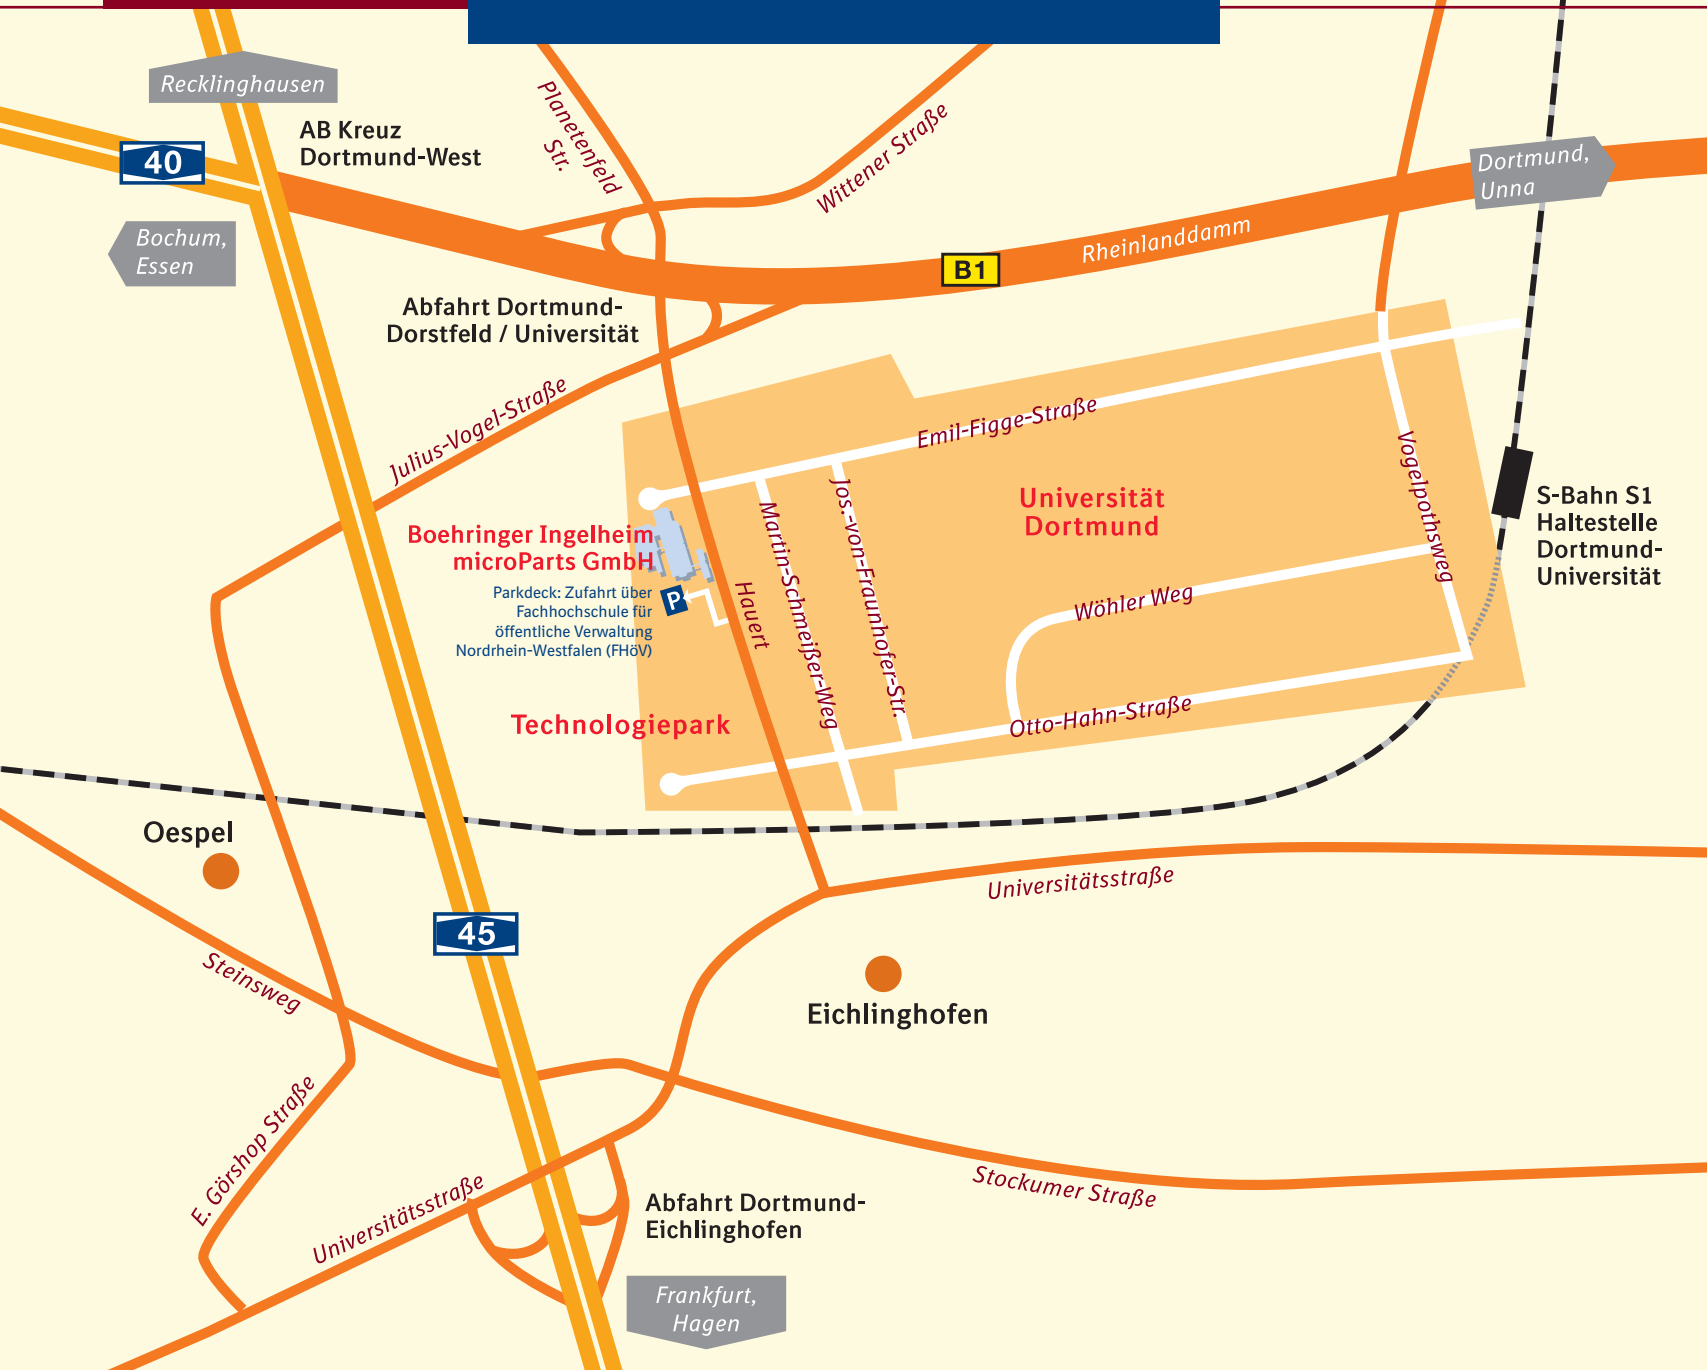 Recklinghausen
AB Kreuz
Dortmund-West
40
Bochum,
Essen
Planetenfeld
Str.
Wittener Straße
Dortmund,
Unna
Rheinlanddamm
B1
Abfahrt Dortmund-
Dorstfeld / Universität
Julius-Vogel-Straße
Emil-Figge-Straße
Vogelpothsweg
Universität
Dortmund
S-Bahn S1
Haltestelle
Dortmund-
Universität
Boehringer Ingelheim
microParts GmbH
Parkdeck: Zufahrt über
Fachhochschule für
öffentliche Verwaltung
Nordrhein-Westfalen (FHöV)
P
Hauert
Martin-Schmeißer-Weg
Jos.-von-Fraunhofer-Str.
Wöhler Weg
Otto-Hahn-Straße
Technologiepark
Oespel
45
Universitätsstraße
Steinsweg
Eichlinghofen
E. Görshop Straße
Universitätsstraße
Stockumer Straße
Abfahrt Dortmund-
Eichlinghofen
Frankfurt,
Hagen